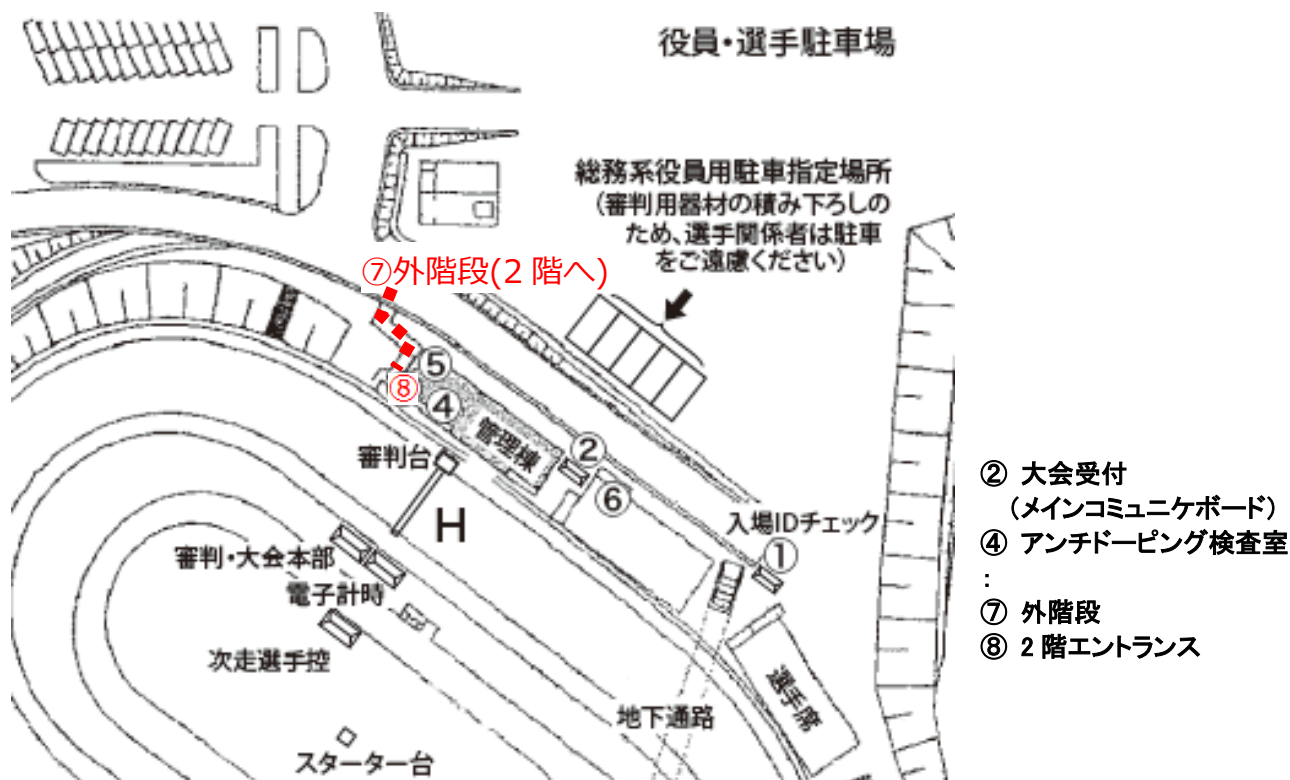 役員・選手駐車場
総務系役員用駐車指定場所
（審判用器材の積み下ろしの
ため、選手関係者は駐車
をご遠慮ください）
⑦外階段(2 階へ)
⑤
⑧
④
管理棟
②
⑥
審判台
H
入場IDチェック
①
審判・大会本部
電子計時
次走選手控
選手席
地下通路
スターター台
② 大会受付
（メインコミュニケボード）
④ アンチドーピング検査室
:
⑦ 外階段
⑧ 2 階エントランス